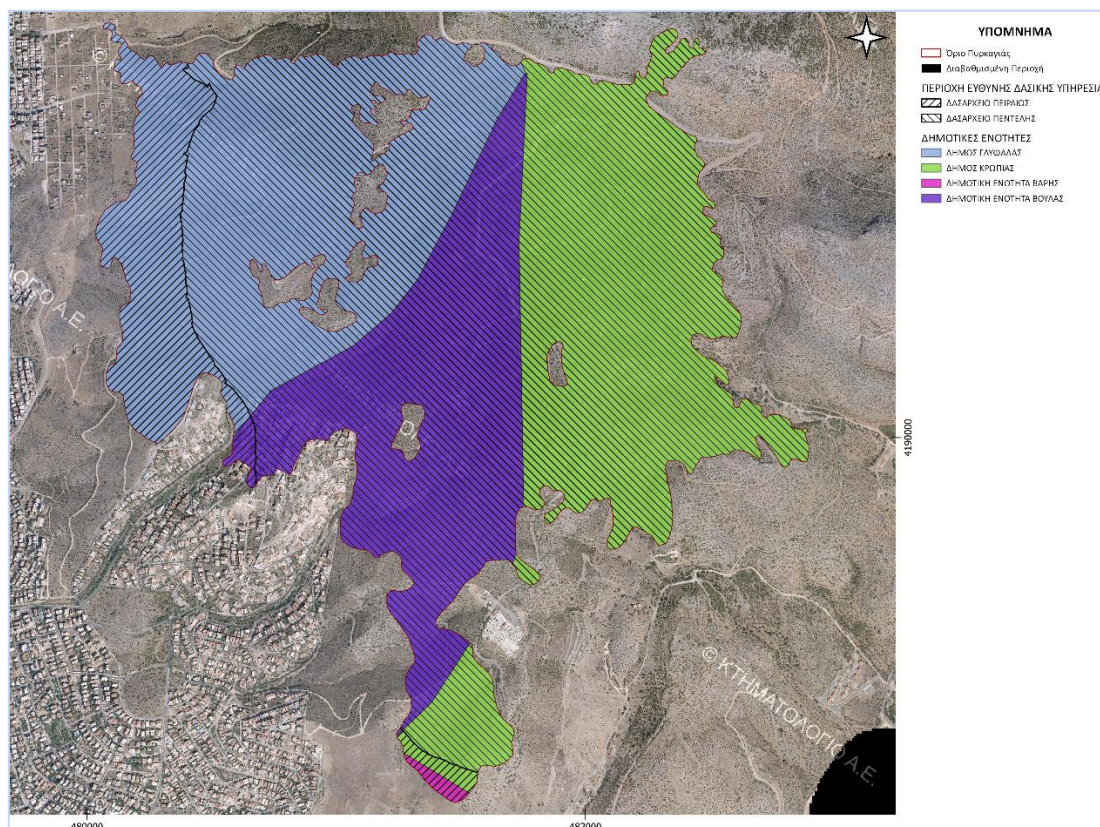 ΥΠΟΜΝΗΜΑ
Όριο Πυρκαγιάς
Διαβαθμισμένη Περιοχή
ΠΕΡΙΟΧΗ ΕΥΘΥΝΗΣ ΔΑΣΙΚΗΣ ΥΠΗΡΕΣΙΑ
ΔΑΣΑΡΧΕΙΟ ΠΕΙΡΑΙΩΣ
ΔΑΣΑΡΧΕΙΟ ΠΕΝΤΕΛΗΣ
ΔΗΜΟΤΙΚΕΣ ΕΝΟΤΗΤΕΣ
ΔΗΜΟΣ ΓΛΥΦΑΔΑΣ
ΔΗΜΟΣ ΚΡΩΠΙΑΣ
ΔΗΜΟΤΙΚΗ ΕΝΟΤΗΤΑ ΒΑΡΗΣ
ΔΗΜΟΤΙΚΗ ΕΝΟΤΗΤΑ ΒΟΥΛΑΣ
©
ΛΟΓΙΟ Α.Ε.
4190000
© ΚΤΗΜΑΤΟΛΟΓΙΟ Α.Ε.
480000
482000